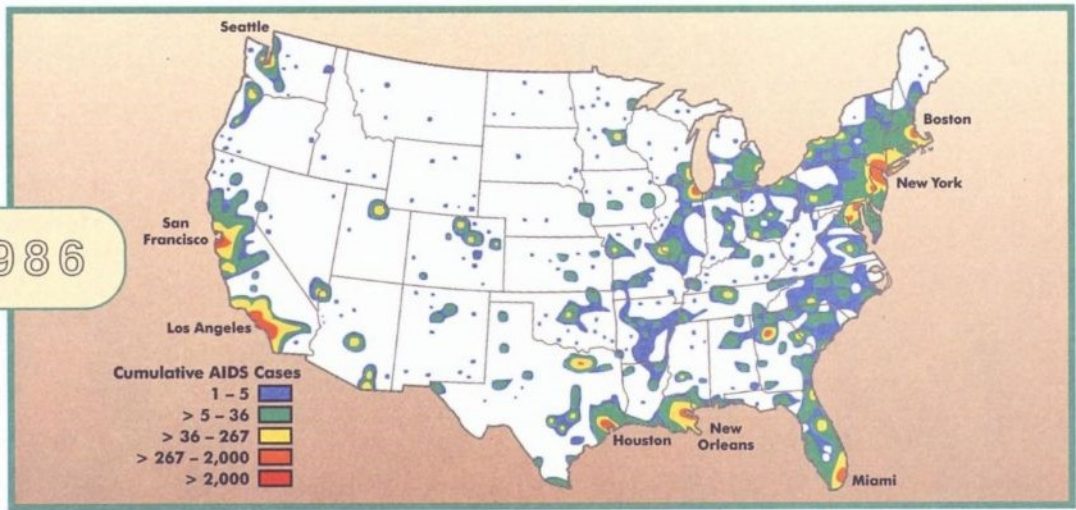 Seattle
Boston
New York
San
Francisco
986
Los Angeles
Cumulative AIDS Cases
1 – 5
> 5 – 36
> 36 – 267
> 267 – 2,000
> 2,000
Houston
New
Orleans
Miami